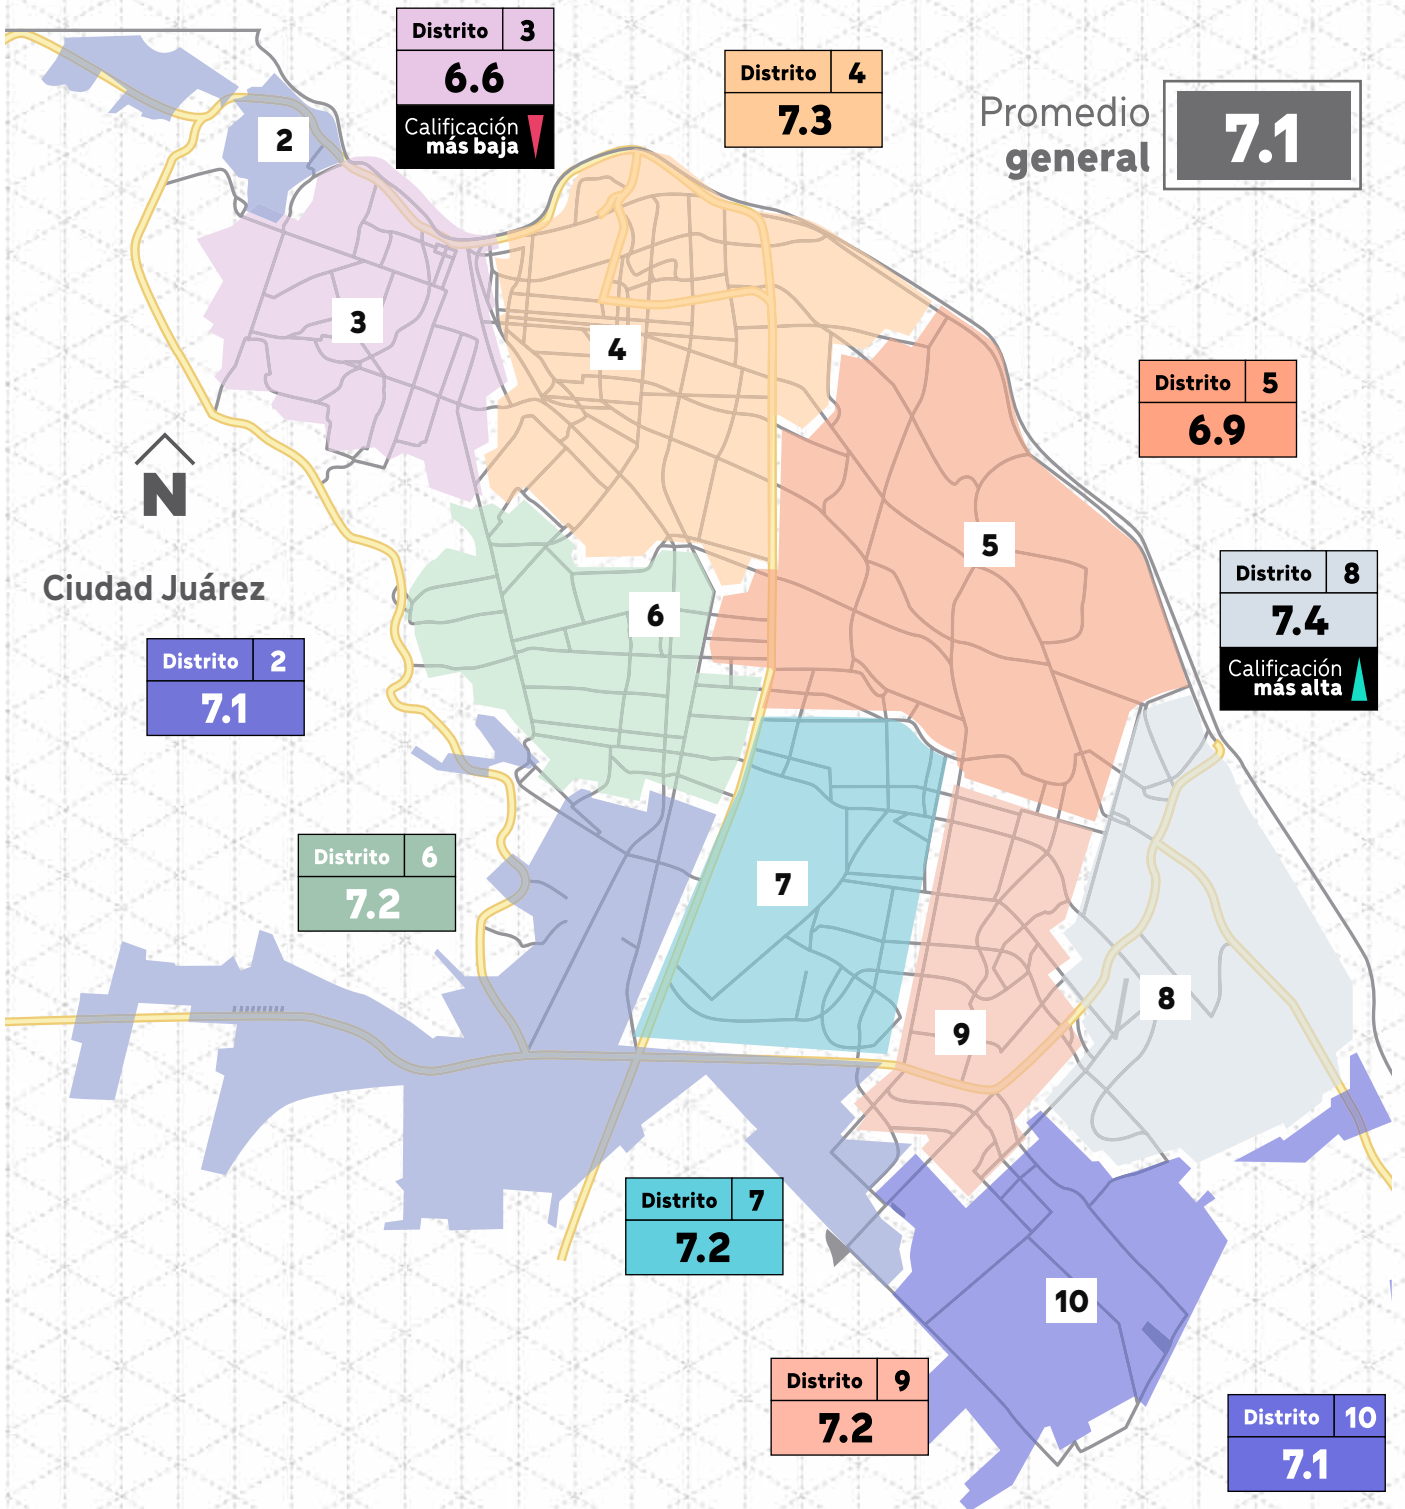 Distrito 3
6.6
Calificación
más baja
Distrito 4
7.3
Promedio
general
7.1
2
3
4
Distrito 5
6.9
N
5
Ciudad Juárez
6
Distrito 8
7.4
Calificación
más alta
Distrito 2
7.1
Distrito 6
7.2
7
8
9
Distrito 7
7.2
10
Distrito 9
7.2
Distrito 10
7.1